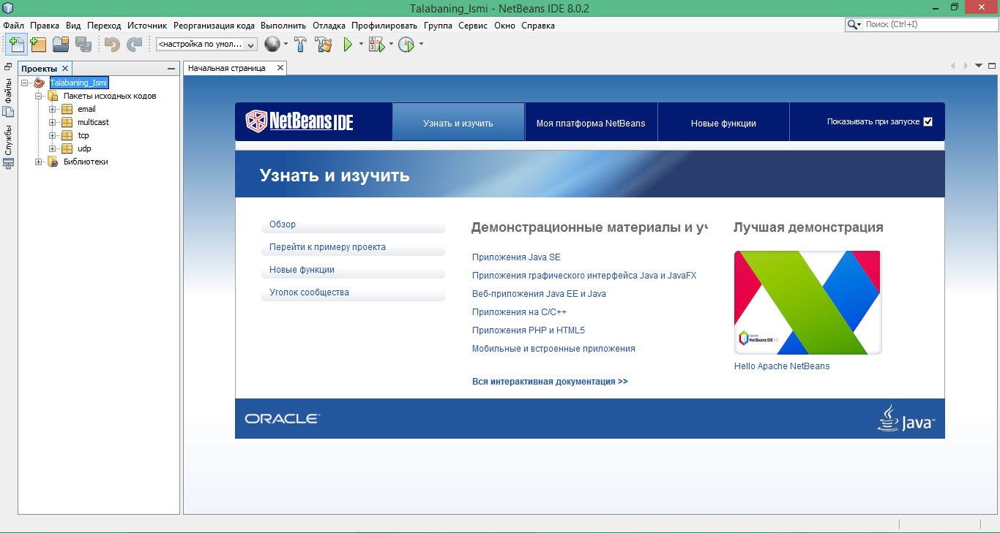 Talabaning_Ismi - NetBeans IDE 8.0.2
Файл Правка Вид Переход Источник Реорганизация кода Выполнить Отладка Профилировать Группа Сервис Окно Справка
Поиск (Ctrl+I)
<настройка по умол...
Проекты
Начальная страница
Файлы
Службы
Talabaning_Ismi
Пакеты исходных кодов
email
multicast
tcp
udp
Библиотеки
NetBeans IDE
Узнать и изучить
Моя платформа NetBeans
Новые функции
Показывать при запуске
Узнать и изучить
Обзор
Перейти к примеру проекта
Новые функции
Уголок сообщества
Демонстрационные материалы и уч
Приложения Java SE
Приложения графического интерфейса Java и JavaFX
Веб-приложения Java EE и Java
Приложения на C/C++
Приложения PHP и HTML5
Мобильные и встроенные приложения
Вся интерактивная документация >>
Лучшая демонстрация
Apache
NetBeans IDE 9.0
Hello Apache NetBeans
ORACLE
Java